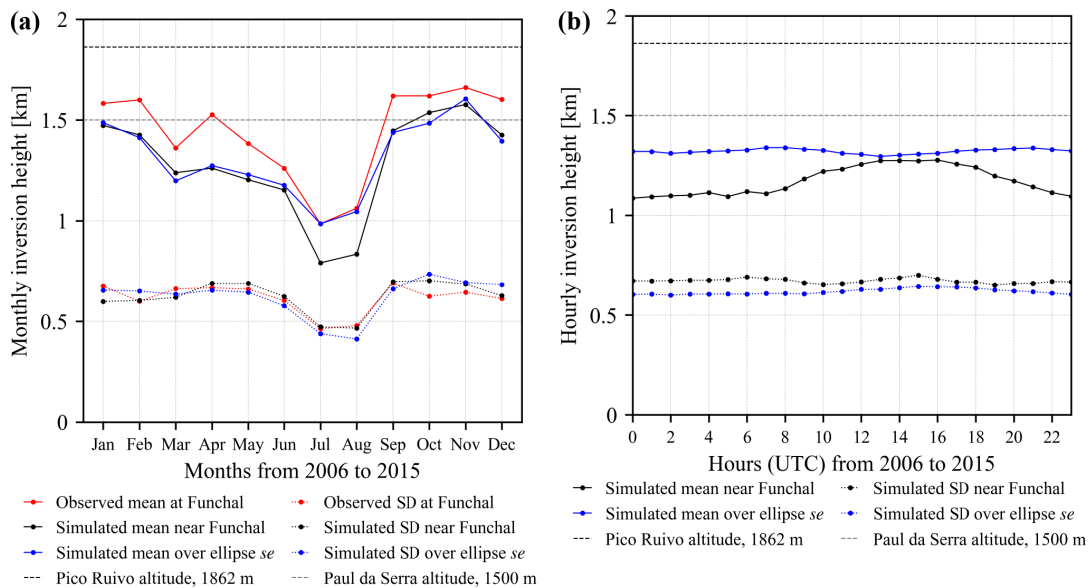 (a)
Monthly inversion height [km]
2
1.5
1
0.5
0
Jan Feb Mar Apr May Jun Jul Aug Sep Oct Nov Dec
Months from 2006 to 2015
Observed mean at Funchal
Observed SD at Funchal
Simulated mean near Funchal
Simulated SD near Funchal
Simulated mean over ellipse se
Simulated SD over ellipse se
Pico Ruivo altitude, 1862 m
Paul da Serra altitude, 1500 m
(b)
Hourly inversion height [km]
2
1.5
1
0.5
0
0 2 4 6 8 10 12 14 16 18 20 22
Hours (UTC) from 2006 to 2015
Simulated mean near Funchal
Simulated SD near Funchal
Simulated mean over ellipse se
Simulated SD over ellipse se
Pico Ruivo altitude, 1862 m
Paul da Serra altitude, 1500 m